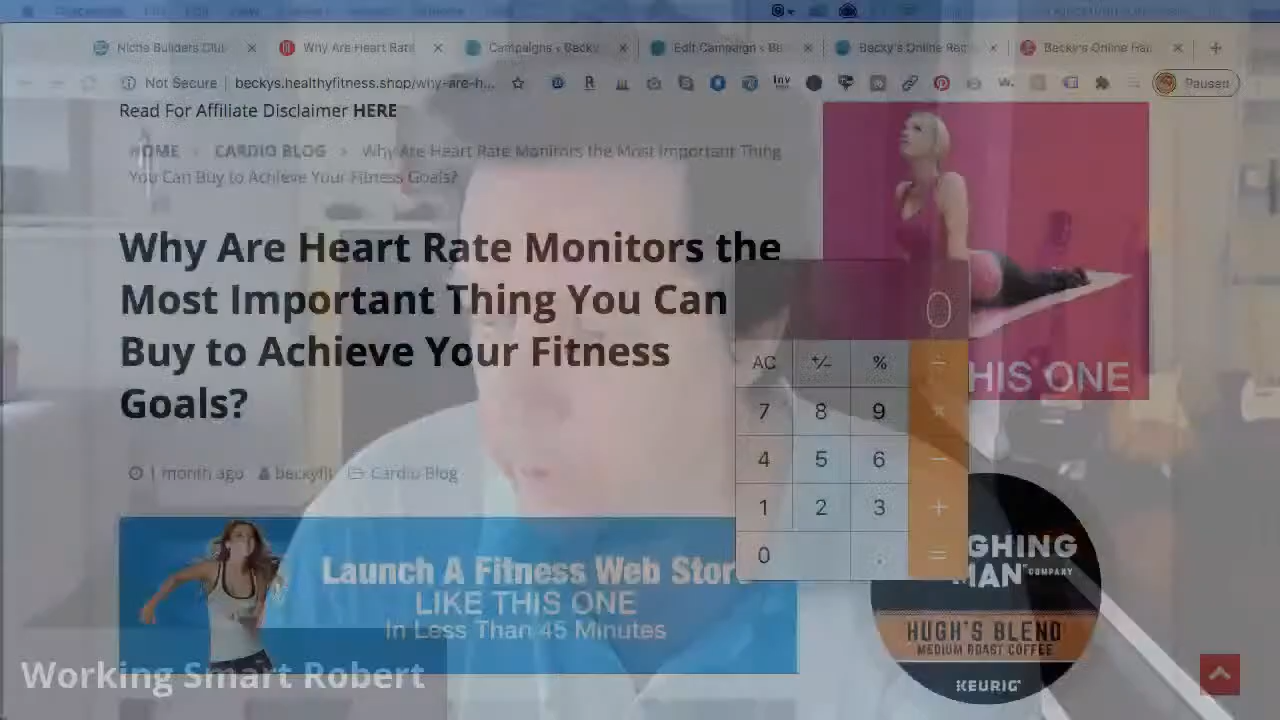 Niche Builders Club
Why Are Heart Rate
Campaigns ‹ Becky
Edit Campaign ‹ Be
Becky's Online
Becky's Online
Not Secure
beckys.healthyfitness.shop/why-are-h...
Paused
Read For Affiliate Disclaimer HERE
HOME > CARDIO BLOG > Why Are Heart Rate Monitors the Most Important Thing
You Can Buy to Achieve Your Fitness Goals?
Why Are Heart Rate Monitors the
Most Important Thing You Can
Buy to Achieve Your Fitness
Goals?
1 month ago beckyfit Cardio Blog
0
AC +/- % ÷
7 8 9 ×
4 5 6 −
1 2 3 +
0 . =
HIS ONE
Launch A Fitness Web Stor
LIKE THIS ONE
In Less Than 45 Minutes
GHING
MAN COMPANY
HUGH'S BLEND
MEDIUM ROAST COFFEE
KEURIG
Working Smart Robert